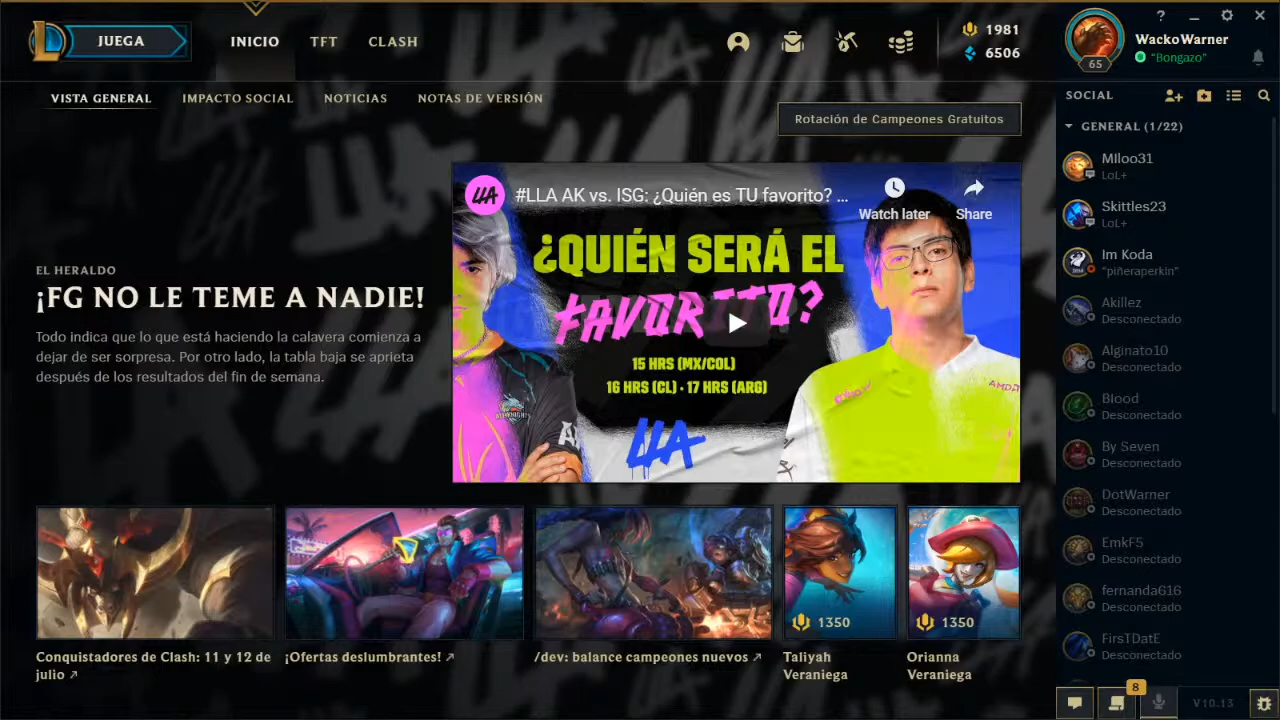 JUEGA
INICIO
TFT
CLASH
1981
6506
?
WackoWarner
"Bongazo"
65
VISTA GENERAL
IMPACTO SOCIAL
NOTICIAS
NOTAS DE VERSIÓN
Rotación de Campeones Gratuitos
SOCIAL
GENERAL (1/22)
LLA
#LLA AK vs. ISG: ¿Quién es TU favorito? ...
Watch later
Share
¿QUIÉN SERÁ EL
FAVORITO?
15 HRS (MX/COL)
16 HRS (CL) · 17 HRS (ARG)
LLA
ALL KNIGHTS
AMD
EL HERALDO
¡FG NO LE TEME A NADIE!
Todo indica que lo que está haciendo la calavera comienza a
dejar de ser sorpresa. Por otro lado, la tabla baja se aprieta
después de los resultados del fin de semana.
1350
1350
Conquistadores de Clash: 11 y 12 de
julio
¡Ofertas deslumbrantes!
/dev: balance campeones nuevos
Taliyah
Veraniega
Orianna
Veraniega
Miloo31
LoL+
Skittles23
LoL+
Im Koda
"piñeraperkin"
Akillez
Desconectado
Alginato10
Desconectado
Blood
Desconectado
By Seven
Desconectado
DotWarner
Desconectado
EmkF5
Desconectado
fernanda616
Desconectado
FirsTDatE
Desconectado
8
V10.13